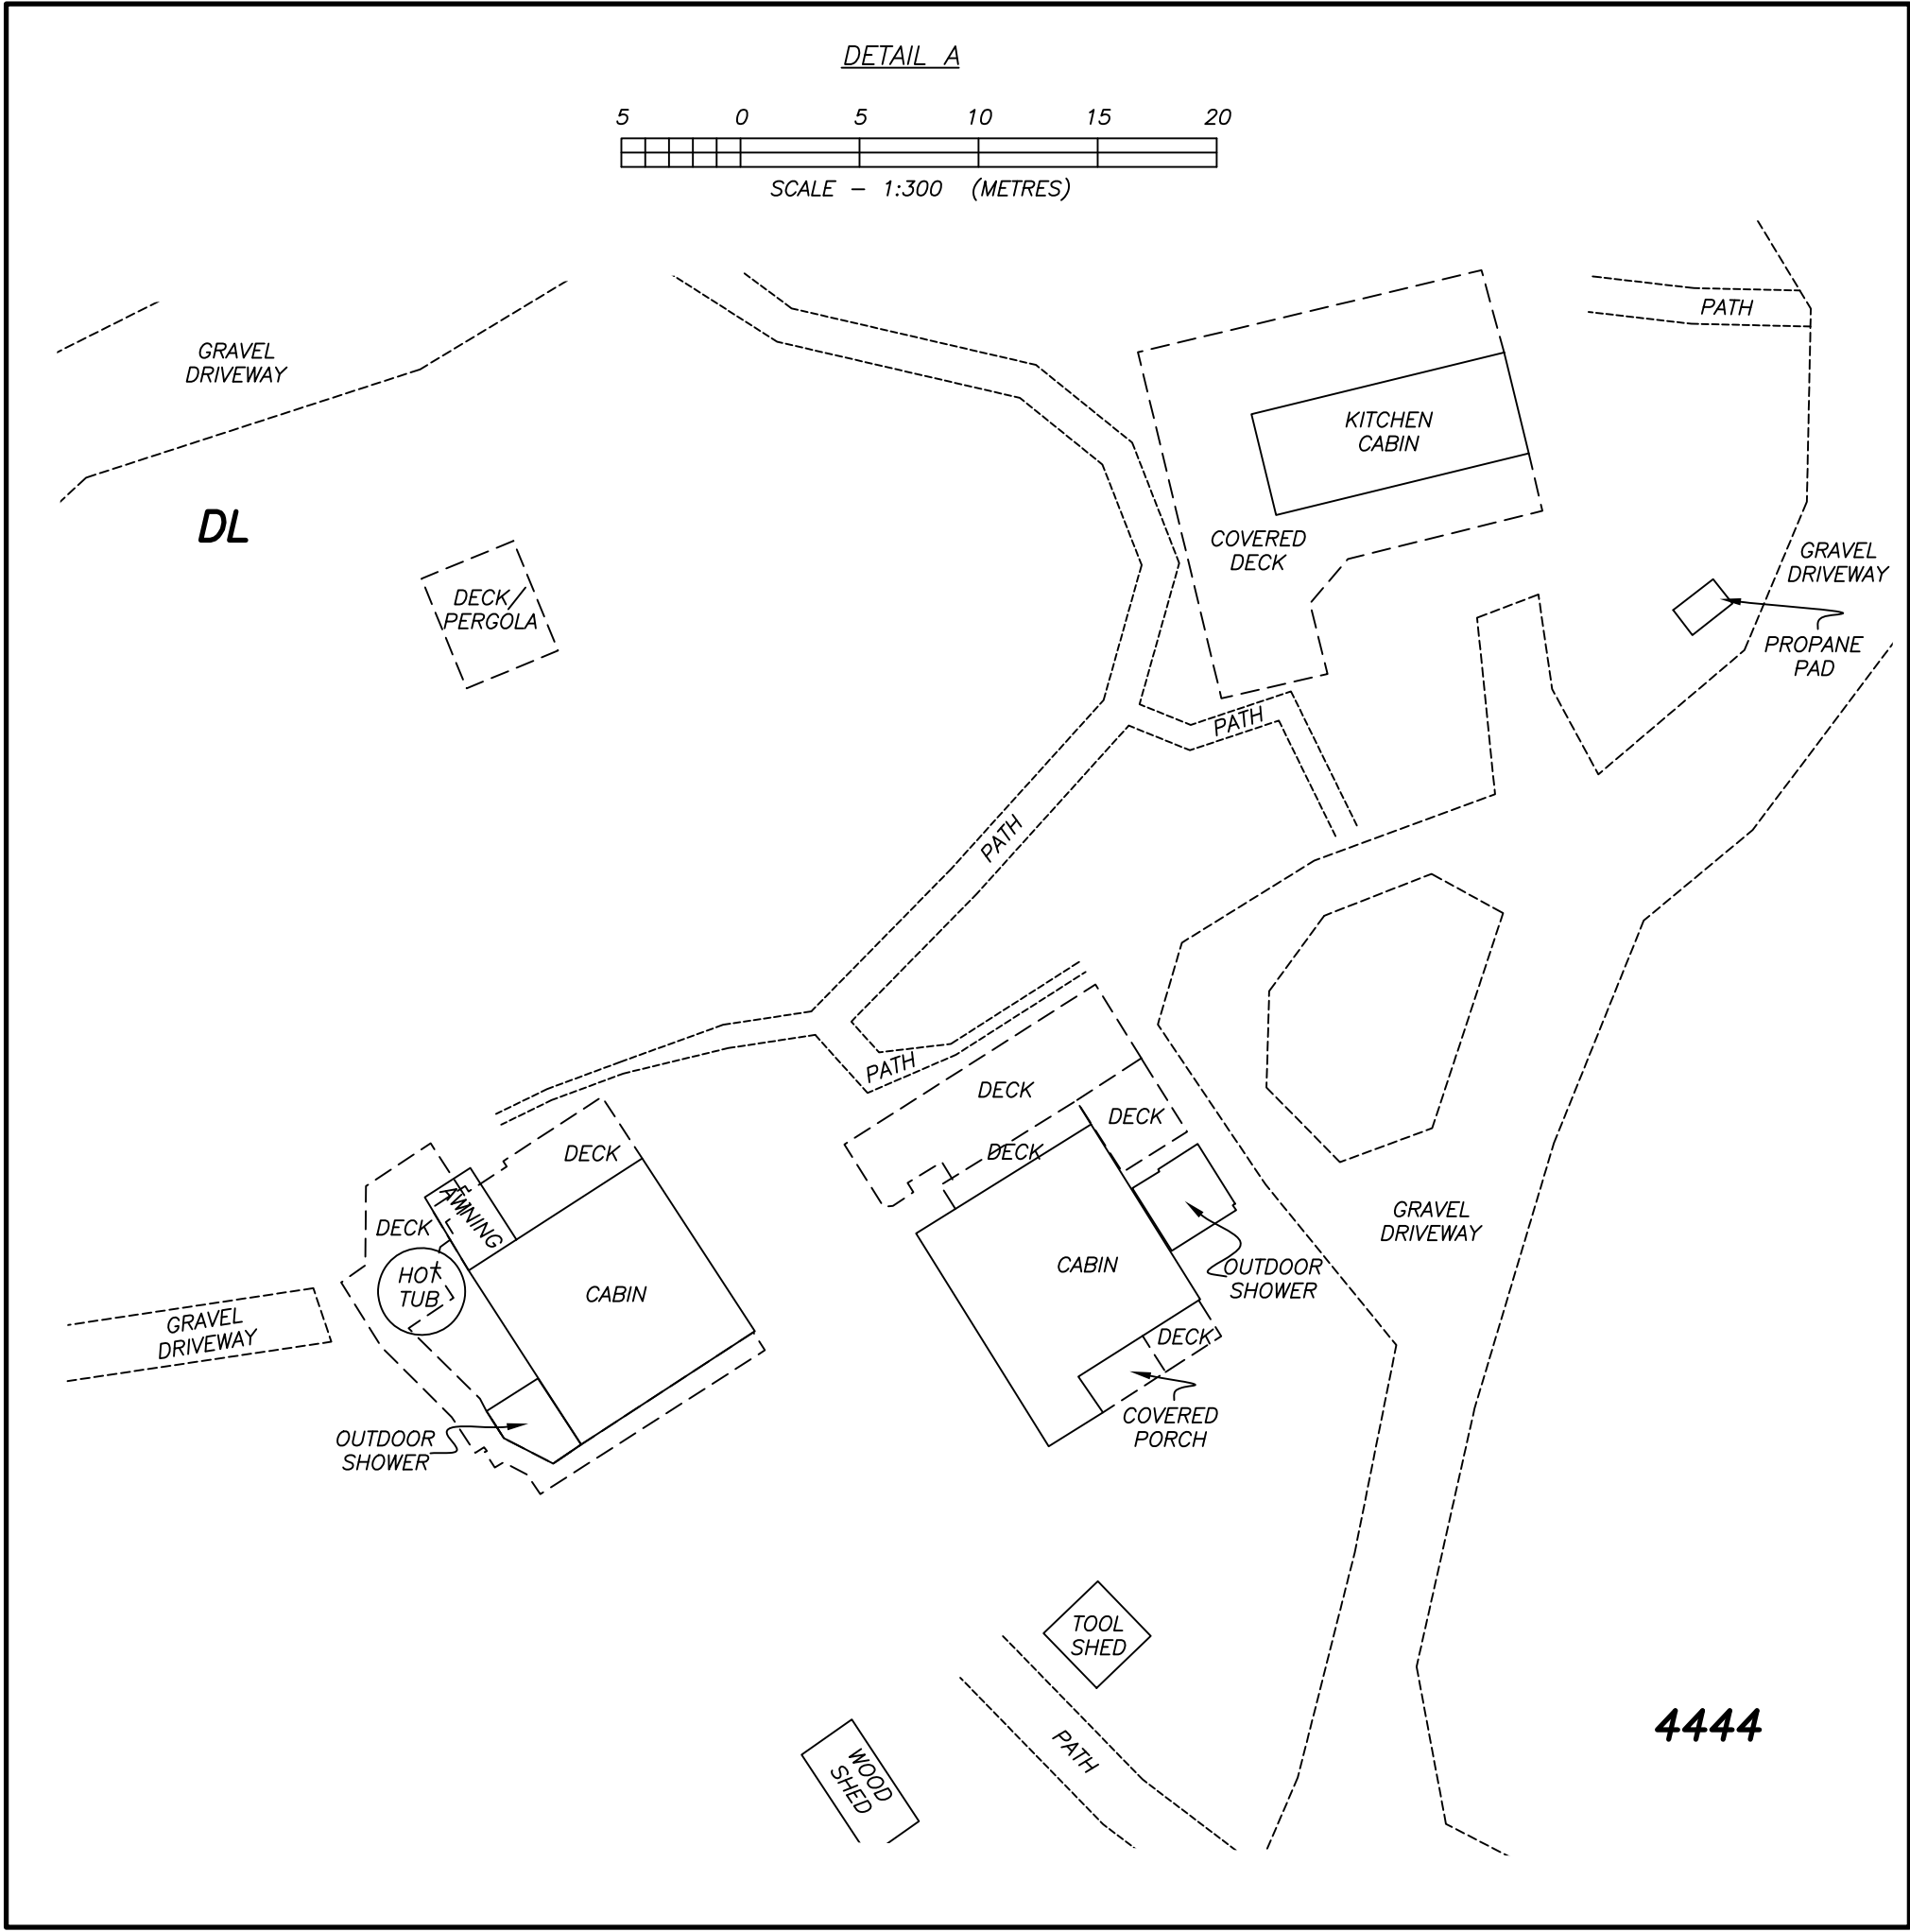 DETAIL A
5 0 5 10 15 20
SCALE – 1:300 (METRES)
PATH
GRAVEL
DRIVEWAY
KITCHEN
CABIN
DL
COVERED
DECK
GRAVEL
DRIVEWAY
DECK/
PERGOLA
PROPANE
PAD
PATH
PATH
PATH
DECK
DECK
DECK
DECK
AWNING
DECK
HOT
TUB
CABIN
CABIN
GRAVEL
DRIVEWAY
OUTDOOR
SHOWER
GRAVEL
DRIVEWAY
DECK
COVERED
PORCH
OUTDOOR
SHOWER
TOOL
SHED
PATH
WOOD
SHED
4444